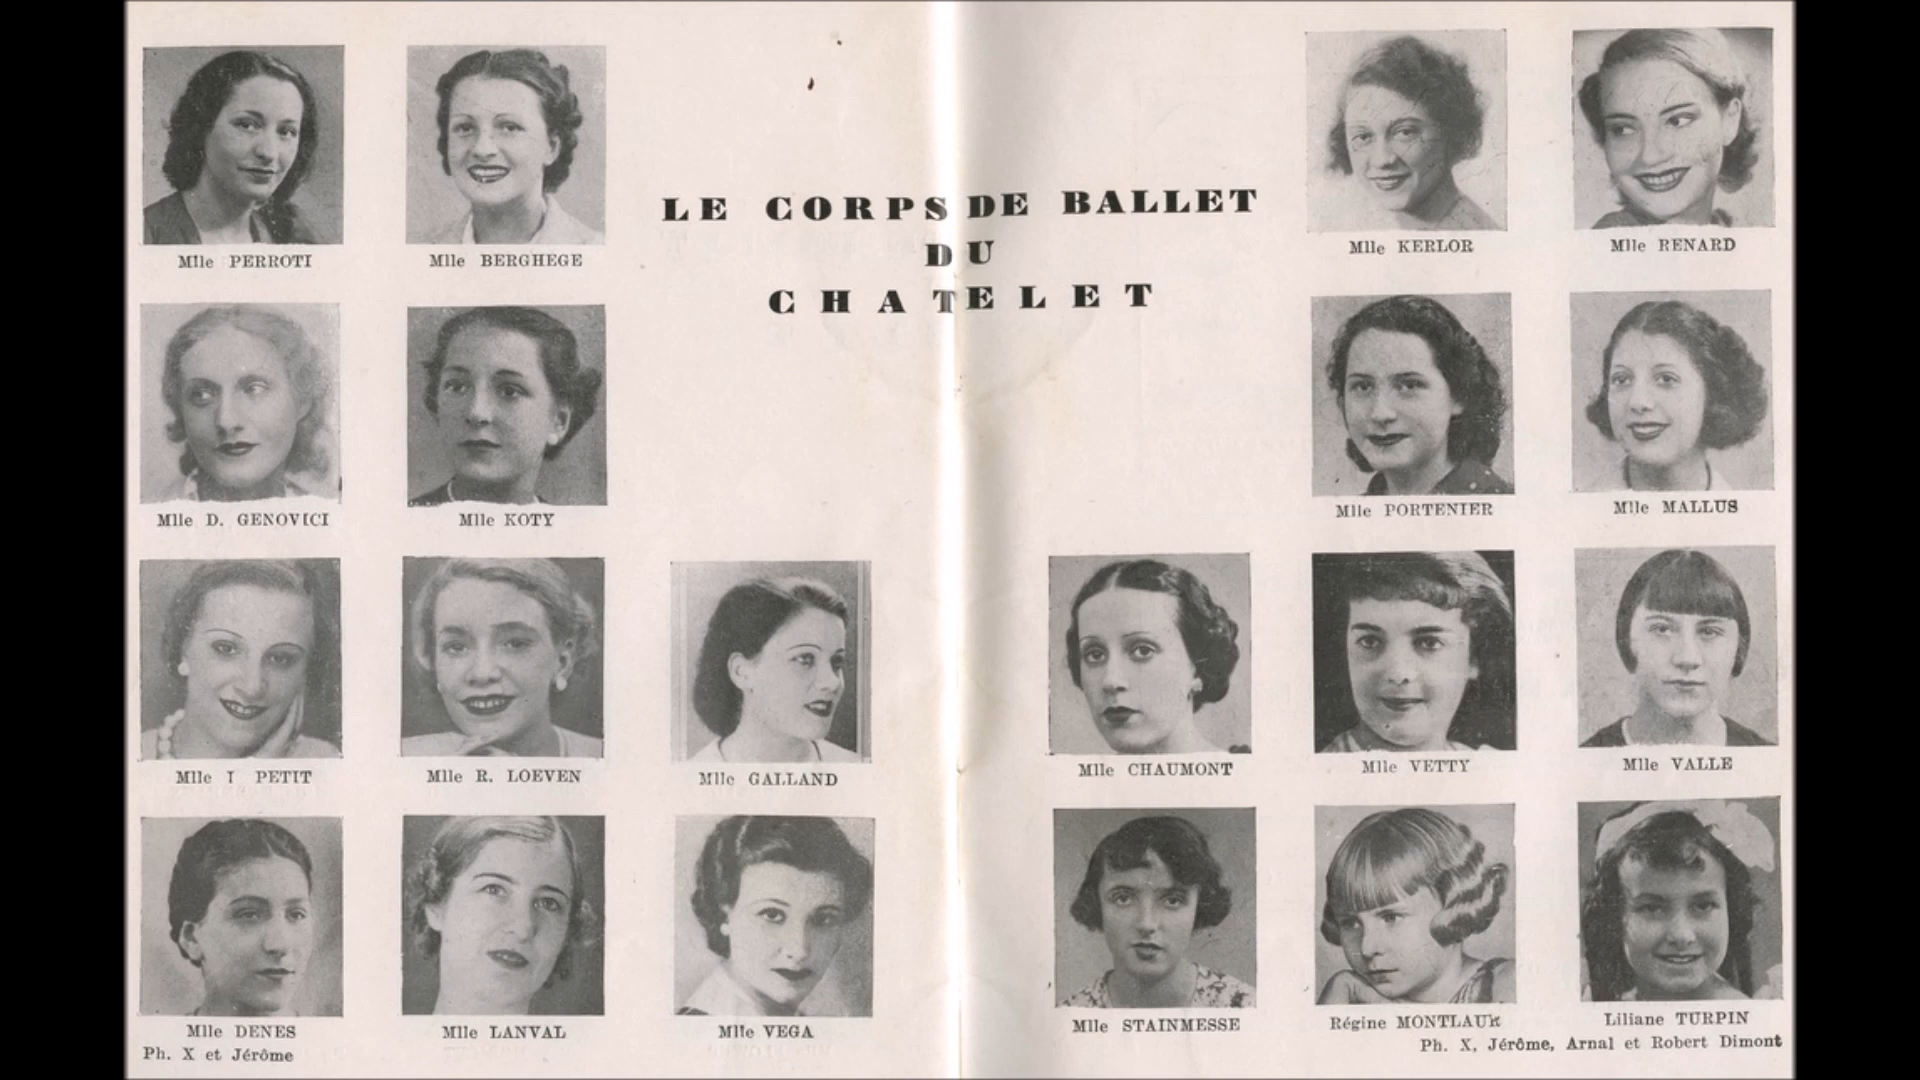 LE CORPS DE BALLET
DU
CHATELET
Mlle PERROTI
Mlle BERGHEGE
Mlle D. GENOVICI
Mlle KOTY
Mlle I PETIT
Mlle R. LOEVEN
Mlle GALLAND
Mlle DENES
Mlle LANVAL
Mlle VEGA
Ph. X et Jérôme
Mlle KERLOR
Mlle RENARD
Mlle PORTENIER
Mlle MALLUS
Mlle CHAUMONT
Mlle VETTY
Mlle VALLE
Mlle STAINMESSE
Régine MONTLAUR
Liliane TURPIN
Ph. X, Jérôme, Arnal et Robert Dimont